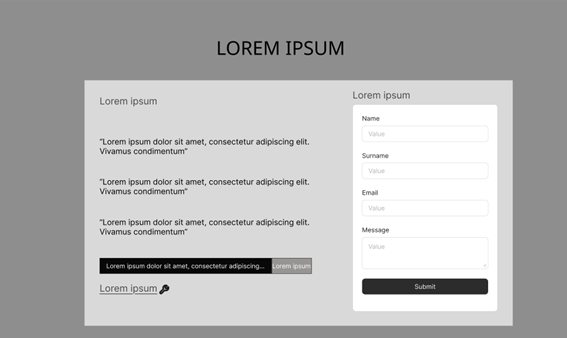 LOREM IPSUM
Lorem ipsum
“Lorem ipsum dolor sit amet, consectetur adipiscing elit.
Vivamus condimentum”
“Lorem ipsum dolor sit amet, consectetur adipiscing elit.
Vivamus condimentum”
“Lorem ipsum dolor sit amet, consectetur adipiscing elit.
Vivamus condimentum”
Lorem ipsum dolor sit amet, consectetur adipiscing...
Lorem ipsum
Lorem ipsum
Lorem ipsum
Name
Value
Surname
Value
Email
Value
Message
Value
Submit